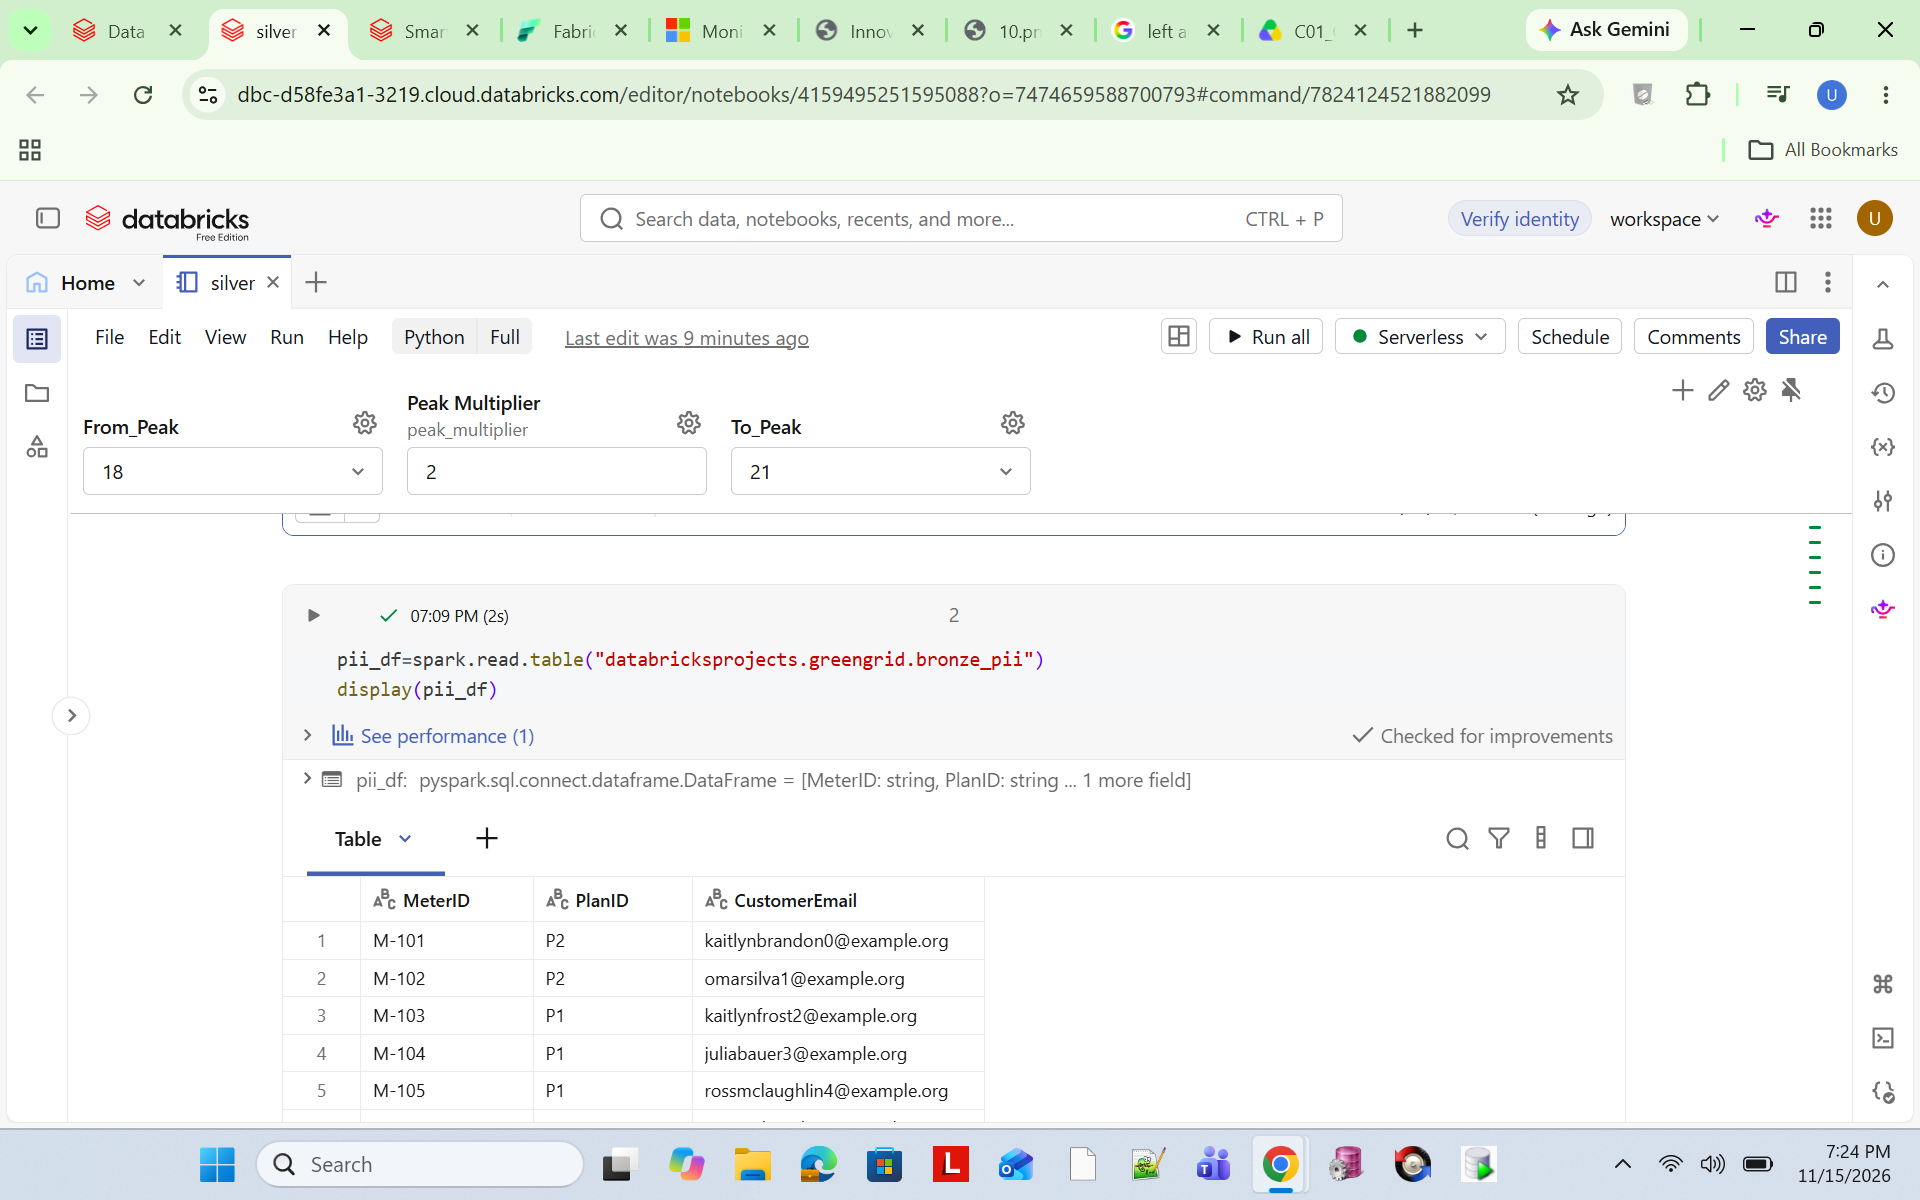 Data
silver
Smar
Fabric
Moni
Innov
10.pn
left a
C01_
Ask Gemini
dbc-d58fe3a1-3219.cloud.databricks.com/editor/notebooks/4159495251595088?o=7474659588700793#command/7824124521882099
U
All Bookmarks
databricks
Free Edition
Search data, notebooks, recents, and more...
CTRL + P
Verify identity
workspace
U
Home
silver
File
Edit
View
Run
Help
Python
Full
Last edit was 9 minutes ago
Run all
Serverless
Schedule
Comments
Share
From_Peak
18
Peak Multiplier
peak_multiplier
2
To_Peak
21
07:09 PM (2s)
2
pii_df=spark.read.table("databricksprojects.greengrid.bronze_pii")
display(pii_df)
See performance (1)
Checked for improvements
pii_df: pyspark.sql.connect.dataframe.DataFrame = [MeterID: string, PlanID: string ... 1 more field]
Table
MeterID PlanID CustomerEmail
1 M-101 P2 kaitlynbrandon0@example.org
2 M-102 P2 omarsilva1@example.org
3 M-103 P1 kaitlynfrost2@example.org
4 M-104 P1 juliabauer3@example.org
5 M-105 P1 rossmclaughlin4@example.org
Search
7:24 PM
11/15/2026